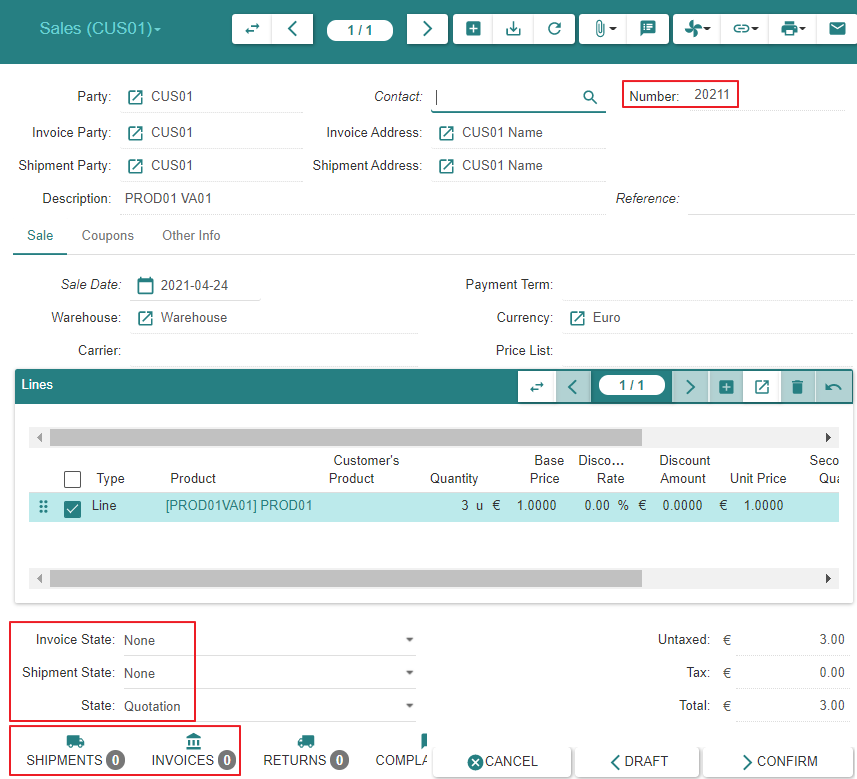 Sales (CUS01)
1 / 1
Party: CUS01 Contact: Number: 20211
Invoice Party: CUS01 Invoice Address: CUS01 Name
Shipment Party: CUS01 Shipment Address: CUS01 Name
Description: PROD01 VA01 Reference:
Sale Coupons Other Info
Sale Date: 2021-04-24 Payment Term:
Warehouse: Warehouse Currency: Euro
Carrier: Price List:
Lines 1 / 1
Customer's Base Disco... Discount Seco
Type Product Product Quantity Price Rate Amount Unit Price Qua
Line [PROD01VA01] PROD01 3 u € 1.0000 0.00 % € 0.0000 € 1.0000
Invoice State: None Untaxed: € 3.00
Shipment State: None Tax: € 0.00
State: Quotation Total: € 3.00
SHIPMENTS 0 INVOICES 0 RETURNS 0 COMPLA CANCEL DRAFT CONFIRM